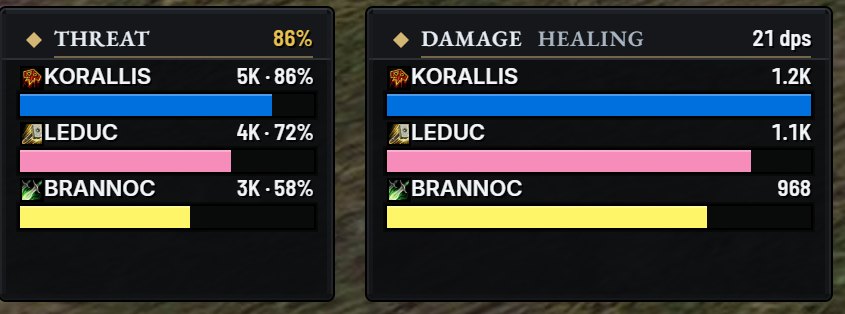 THREAT 86%
KORALLIS 5K · 86%
LEDUC 4K · 72%
BRANNOC 3K · 58%
DAMAGE HEALING 21 dps
KORALLIS 1.2K
LEDUC 1.1K
BRANNOC 968